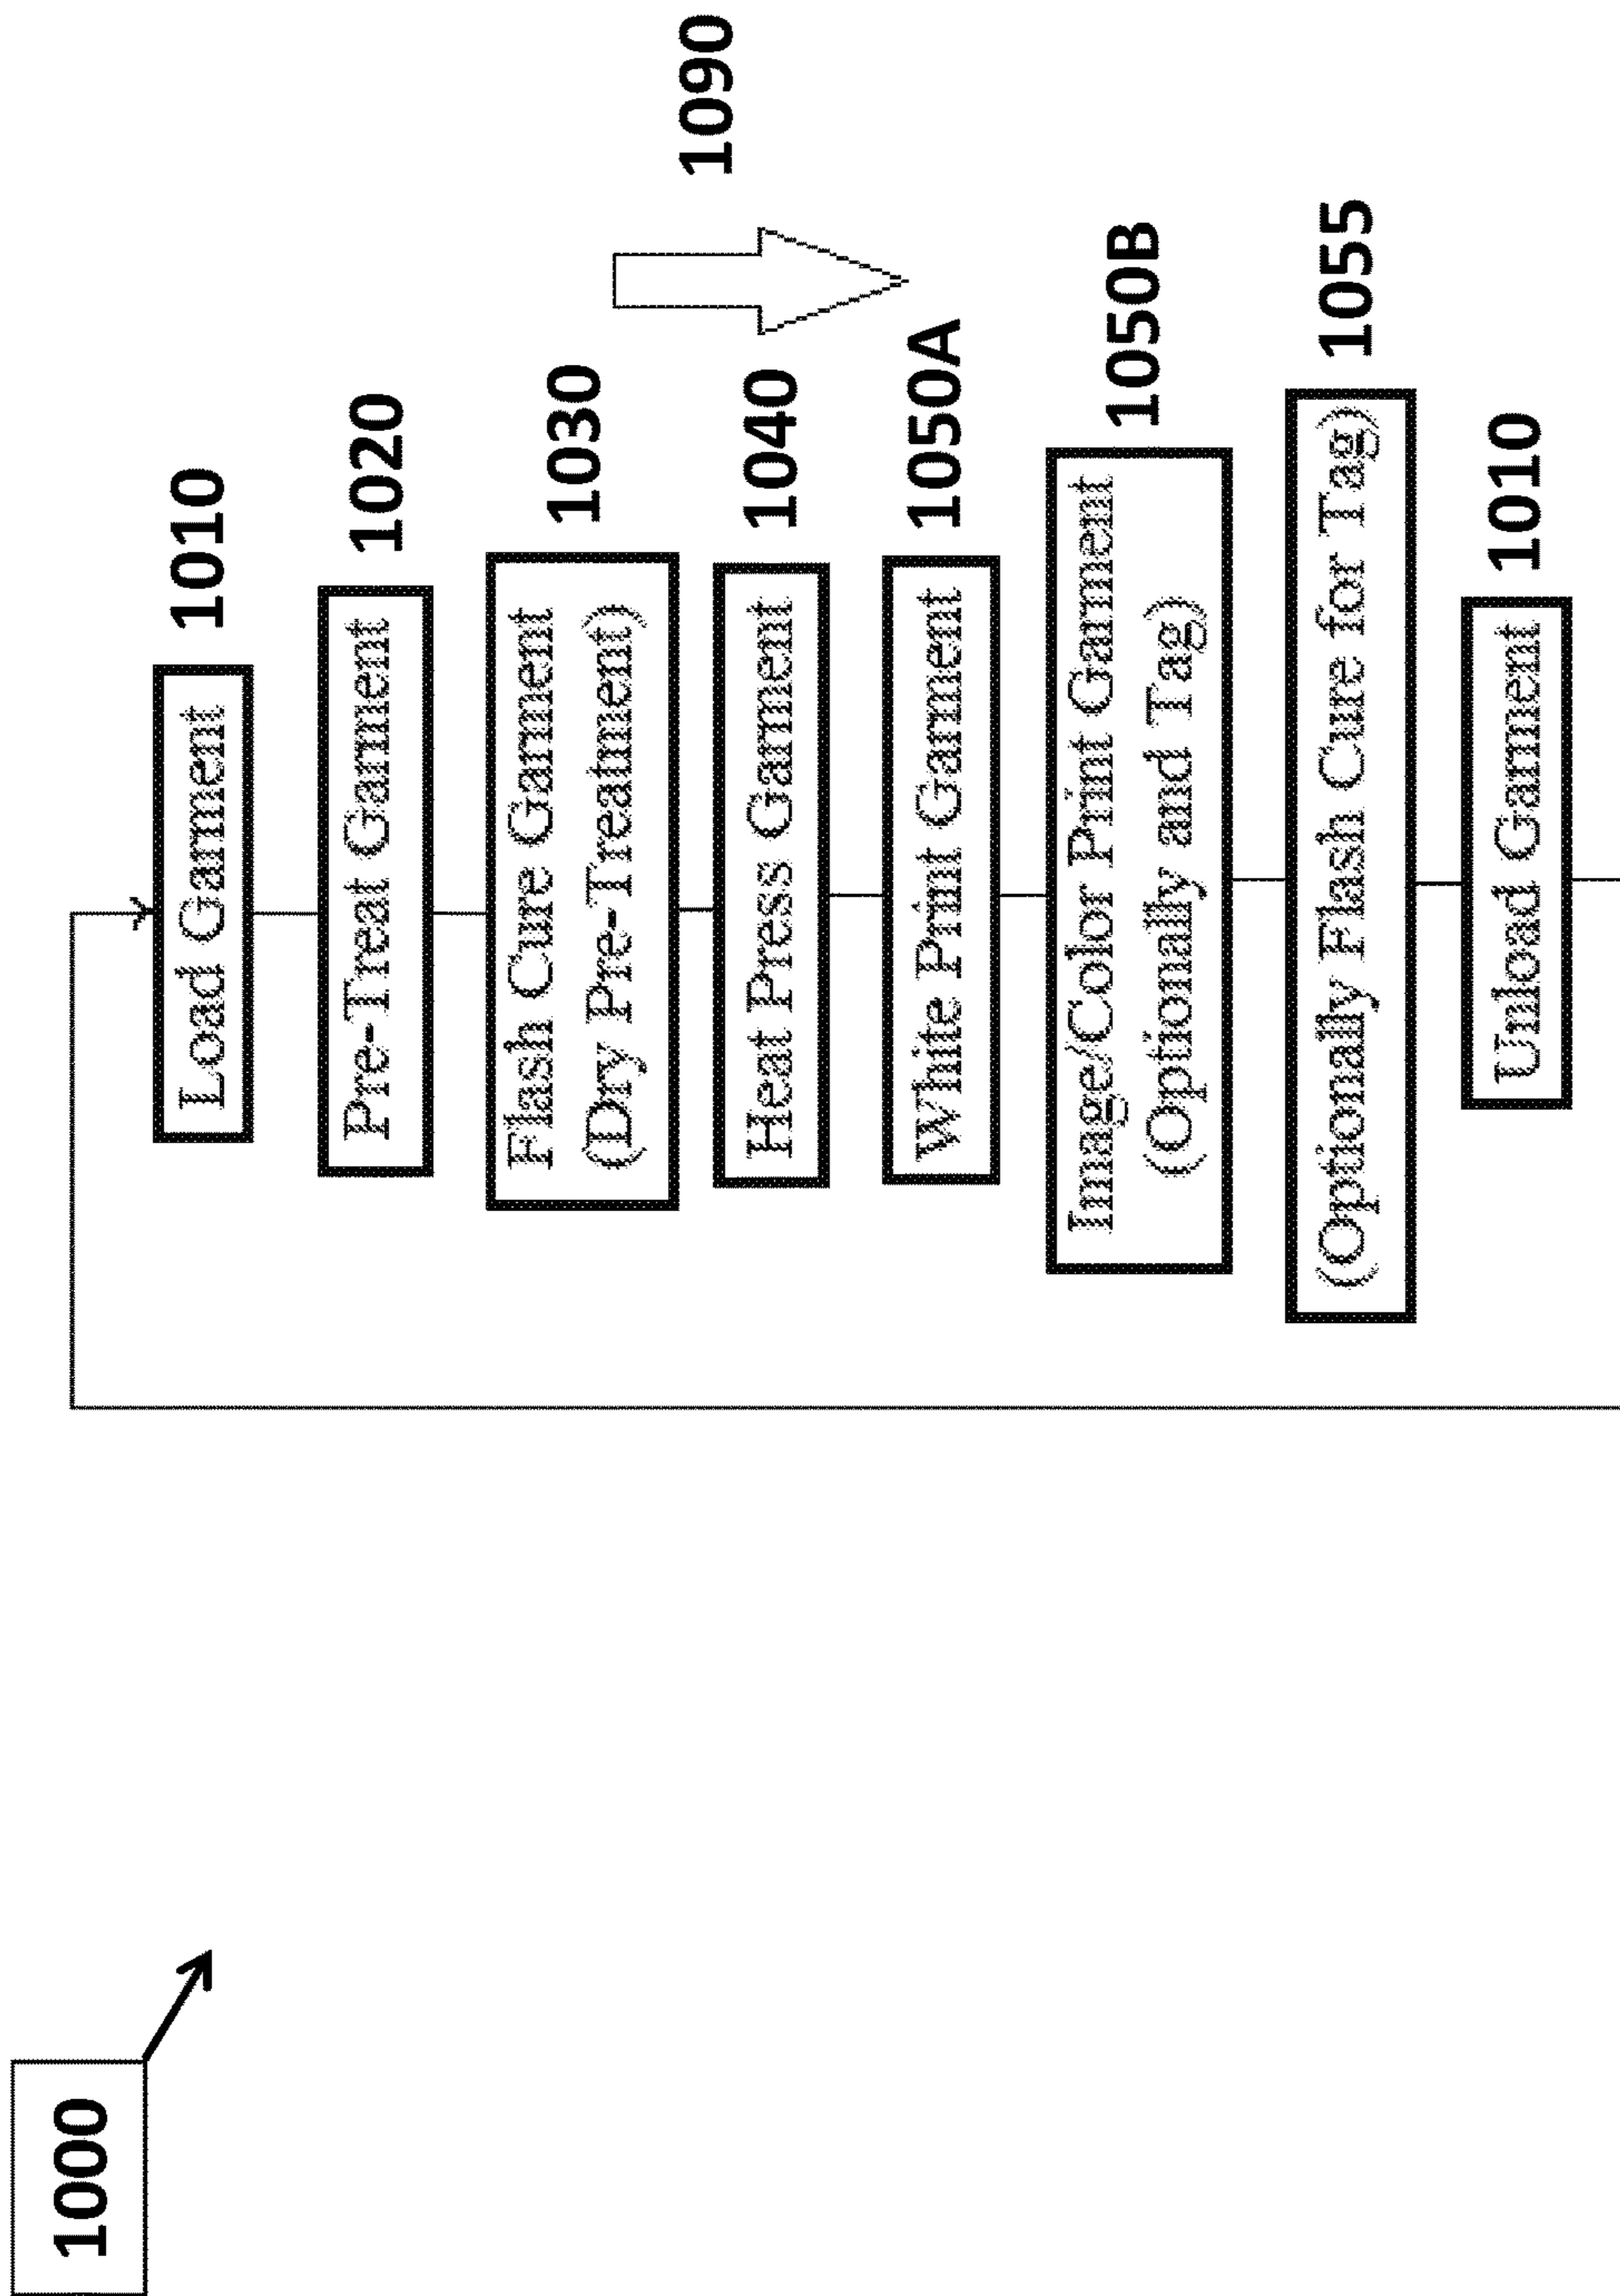 1000
Load Garment
1010
Pre-Treat Garment
1020
Flash Cure Garment
(Dry Pre-Treatment)
1030
1090
Heat Press Garment
1040
White Print Garment
1050A
Image/Color Print Garment
(Optionally and Tag)
1050B
(Optionally Flash Cure for Tag)
1055
Unload Garment
1010